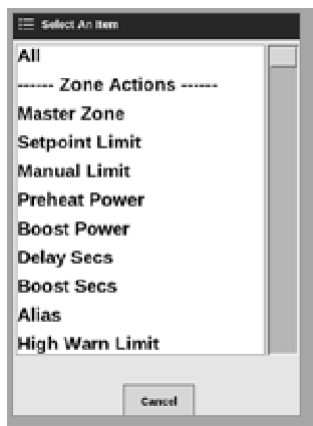 Select An Item
All
------ Zone Actions ------
Master Zone
Setpoint Limit
Manual Limit
Preheat Power
Boost Power
Delay Secs
Boost Secs
Alias
High Warn Limit
Cancel